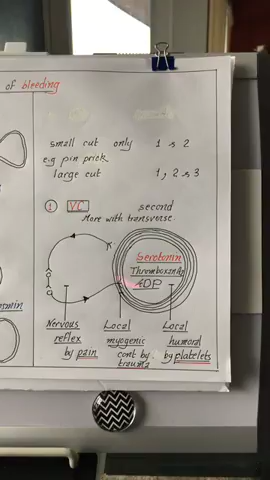 of bleeding
small cut only 1 & 2
e.g pin prick
large cut 1, 2 & 3
① VC second
More with transverse
Serotonin
ThromboxaneA2
ADP
Nervous
reflex
by pain
Local
myogenic
cont by
trauma
Local
humoral
by platelets